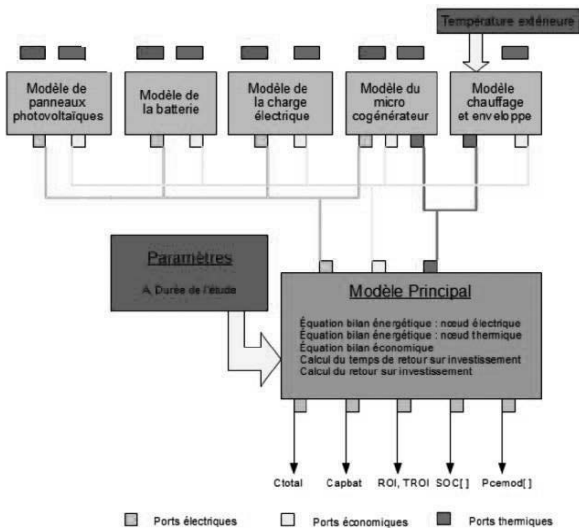 Température extérieure
Modèle de
panneaux
photovoltaïques
Modèle de
la batterie
Modèle de
la charge
électrique
Modèle du
micro
cogénérateur
Modèle
chauffage
et enveloppe
Paramètres
A, Durée de l'étude
Modèle Principal
Équation bilan énergétique : nœud électrique
Équation bilan énergétique : nœud thermique
Équation bilan économique
Calcul du temps de retour sur investissement
Calcul du retour sur investissement
Ctotal
Capbat
ROI, TROI
SOC[ ]
Pcemod[ ]
Ports électriques
Ports économiques
Ports thermiques